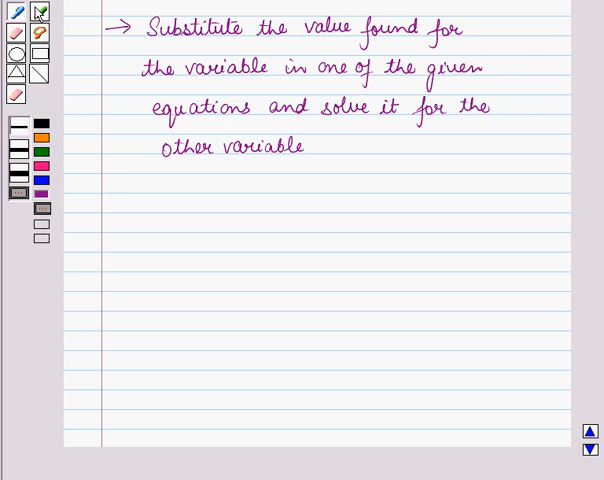 → Substitute the value found for
the variable in one of the given
equations and solve it for the
other variable